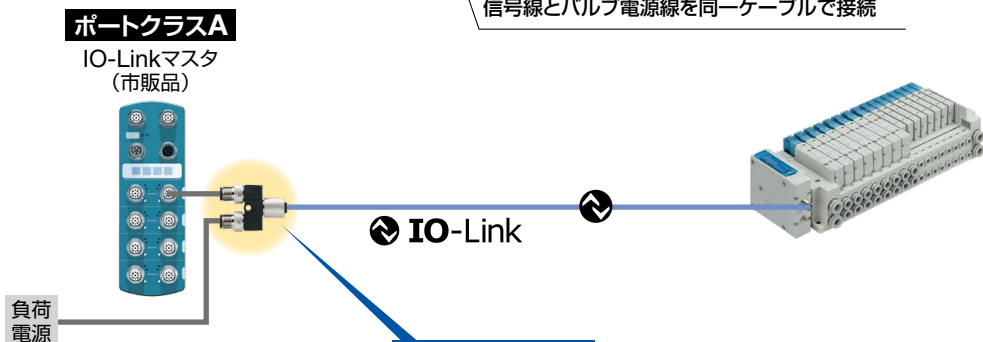 信号線とバルブ電源線を同一ケーブルで接続
ポートクラスA
IO-Linkマスタ
（市販品）
IO-Link
負荷
電源